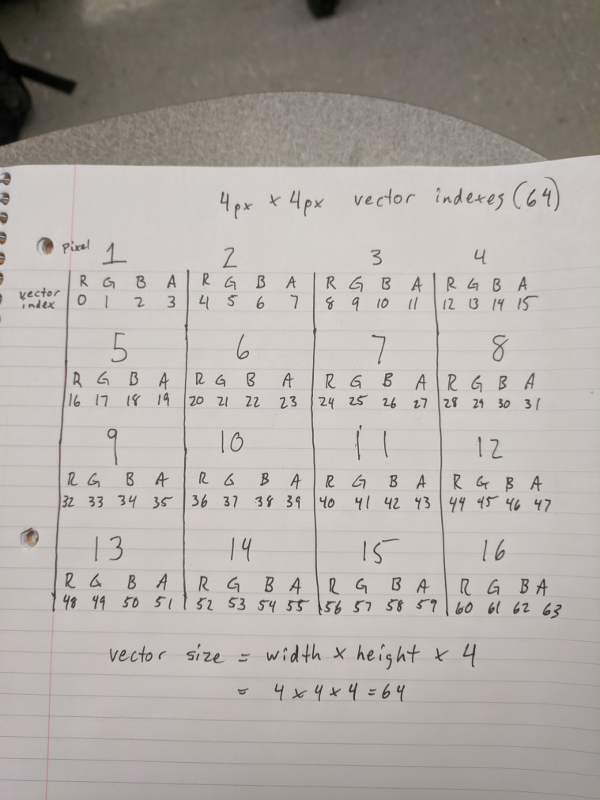 4px x 4px vector indexes (64)
pixel 1 2 3 4
R G B A R G B A R G B A R G B A
vector index 0 1 2 3 4 5 6 7 8 9 10 11 12 13 14 15
5 6 7 8
R G B A R G B A R G B A R G B A
16 17 18 19 20 21 22 23 24 25 26 27 28 29 30 31
9 10 11 12
R G B A R G B A R G B A R G B A
32 33 34 35 36 37 38 39 40 41 42 43 44 45 46 47
13 14 15 16
R G B A R G B A R G B A R G B A
48 49 50 51 52 53 54 55 56 57 58 59 60 61 62 63
vector size = width x height x 4
= 4 x 4 x 4 = 64